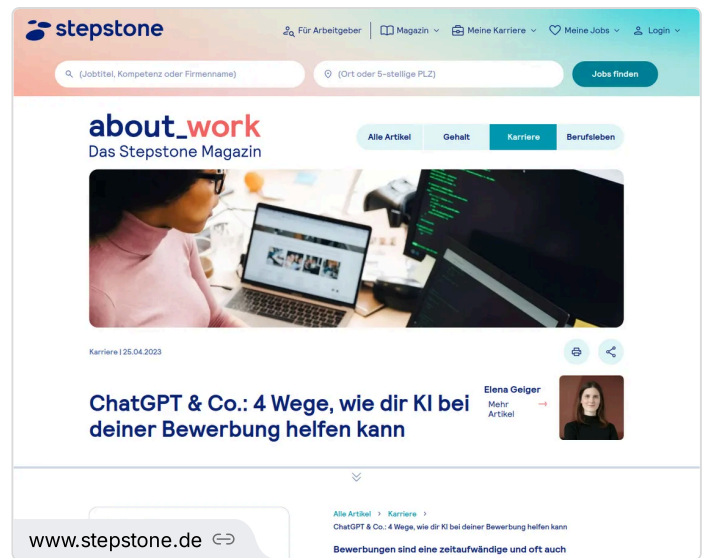 stepstone
Für Arbeitgeber
Magazin
Meine Karriere
Meine Jobs
Login
(Jobtitel, Kompetenz oder Firmenname)
(Ort oder 5-stellige PLZ)
Jobs finden
about_work
Das Stepstone Magazin
Alle Artikel
Gehalt
Karriere
Berufsleben
Karriere | 25.04.2023
ChatGPT & Co.: 4 Wege, wie dir KI bei
deiner Bewerbung helfen kann
Elena Geiger
Mehr →
Artikel
Alle Artikel > Karriere >
ChatGPT & Co.: 4 Wege, wie dir KI bei deiner Bewerbung helfen kann
Bewerbungen sind eine zeitaufwändige und oft auch
www.stepstone.de